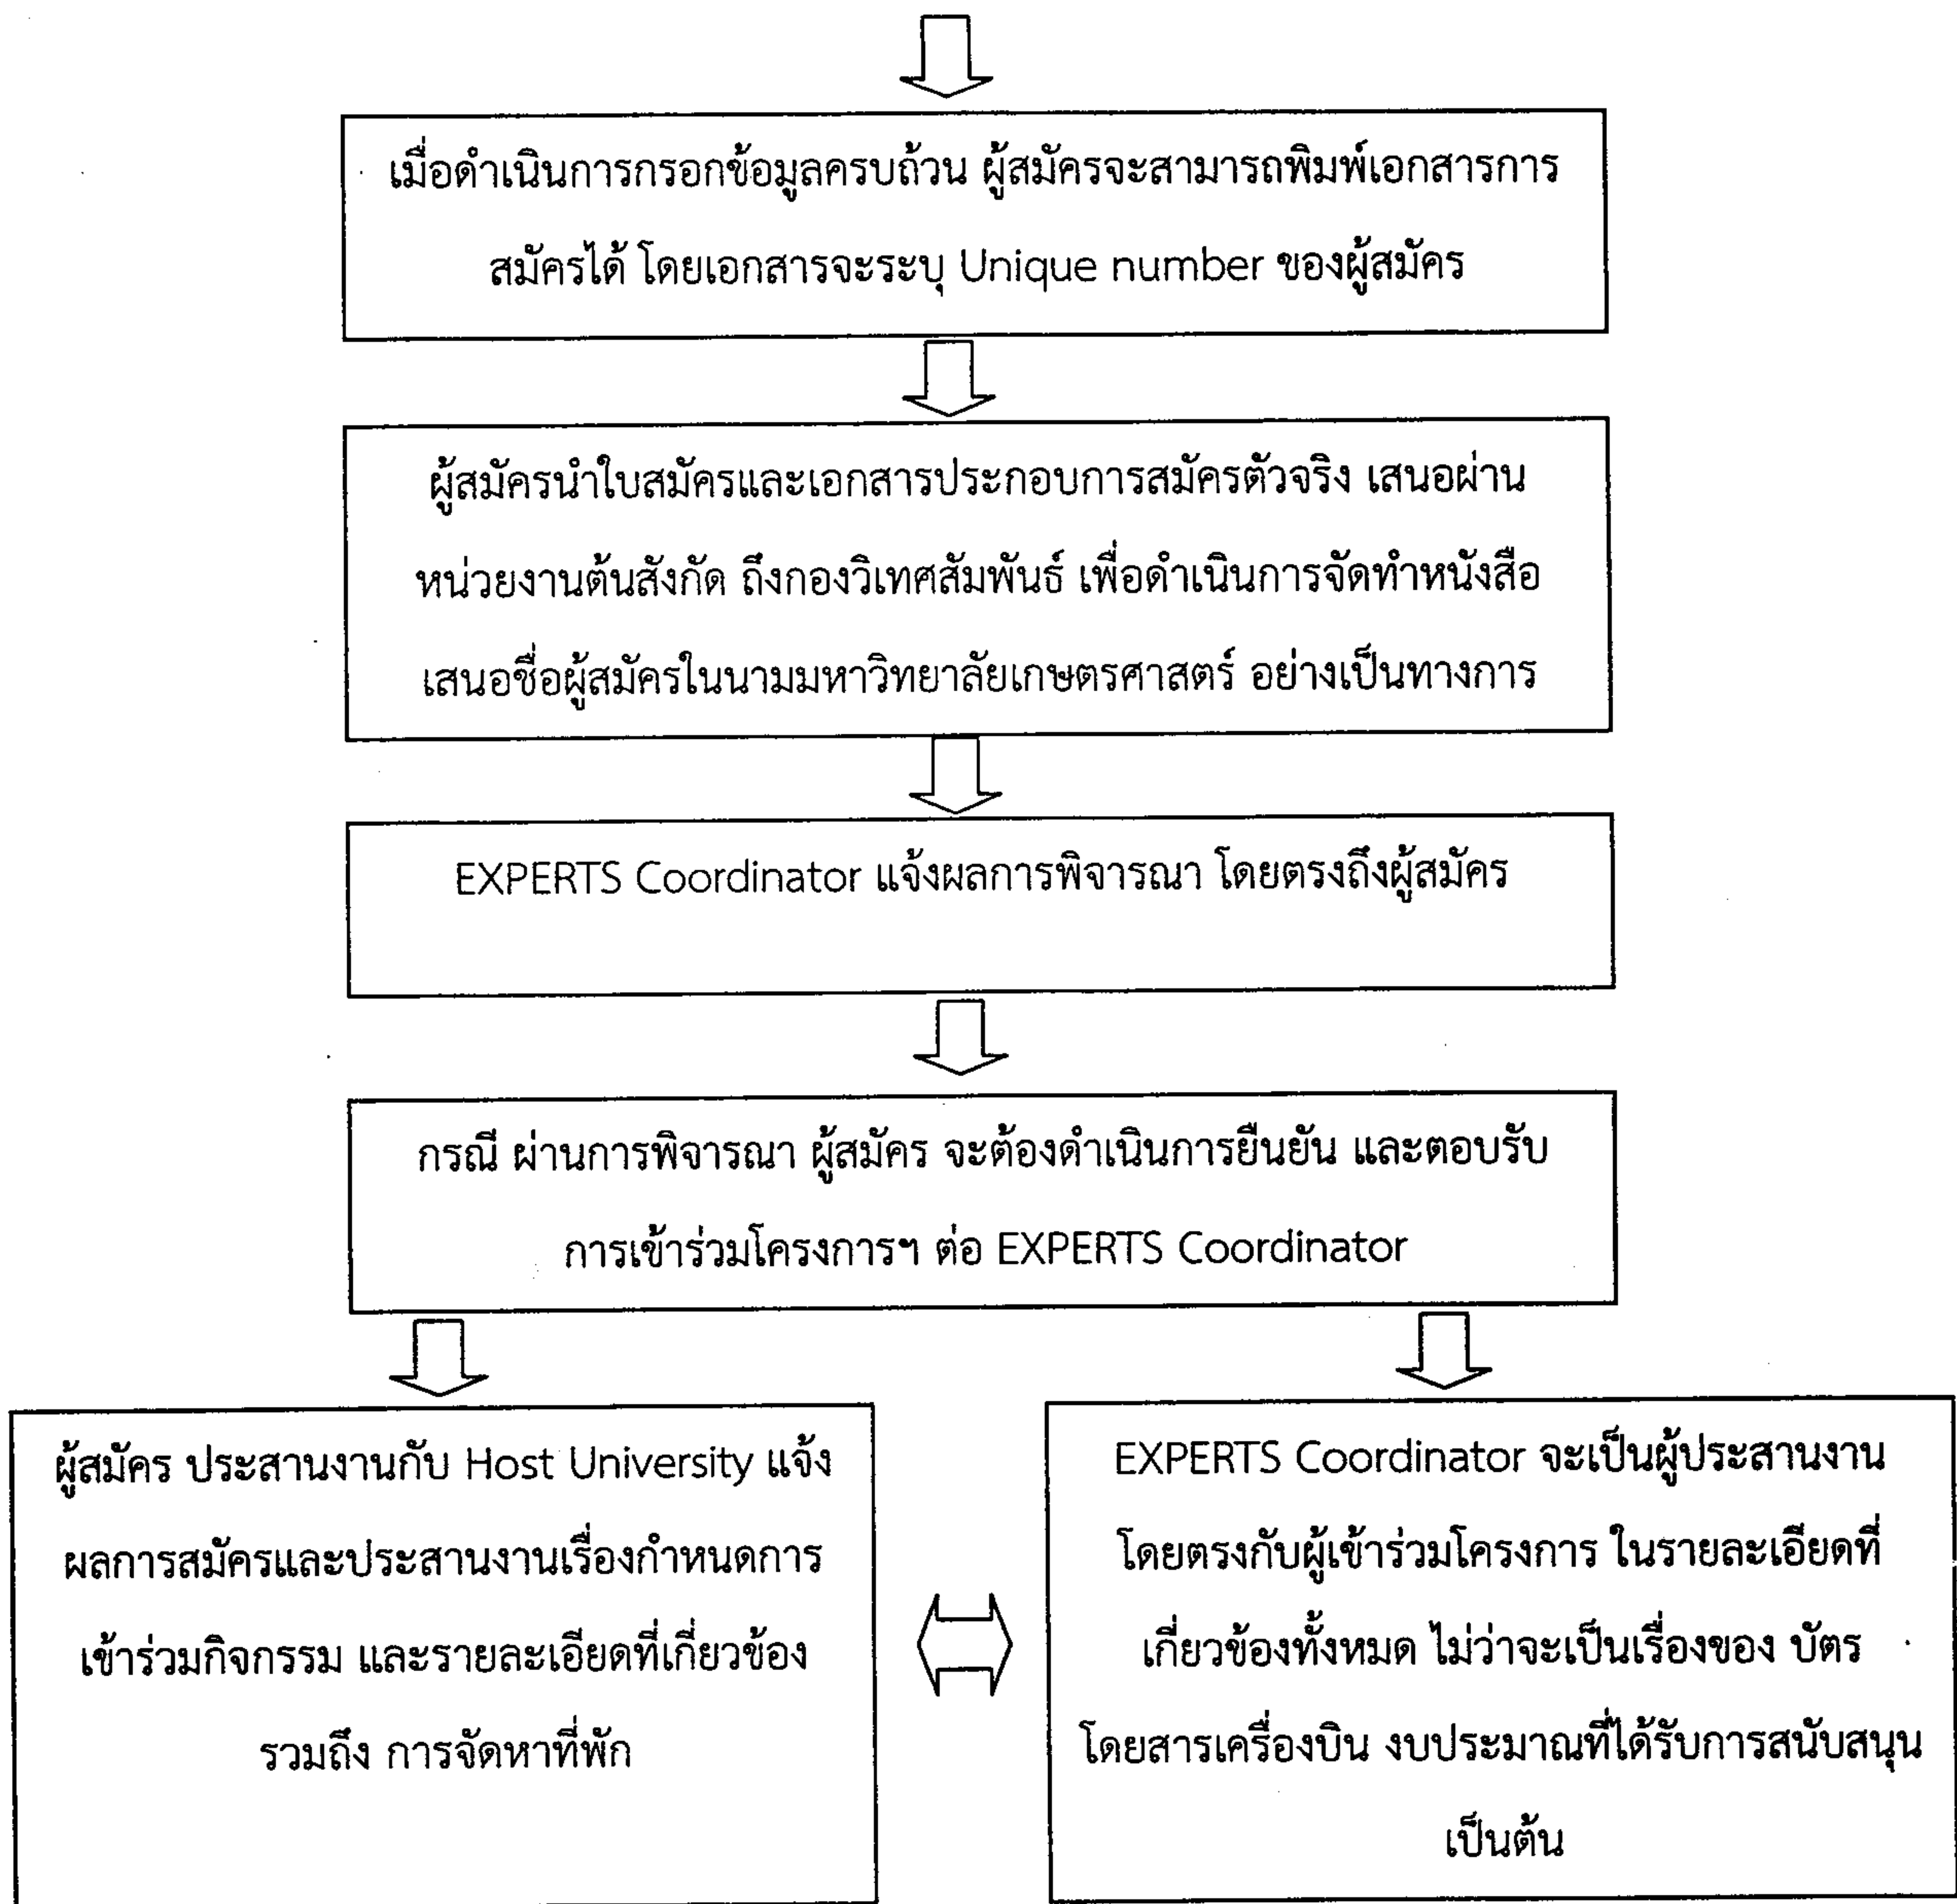 เมื่อดำเนินการกรอกข้อมูลครบถ้วน ผู้สมัครจะสามารถพิมพ์เอกสารการ
สมัครได้ โดยเอกสารจะระบุ Unique number ของผู้สมัคร
ผู้สมัครนำใบสมัครและเอกสารประกอบการสมัครตัวจริง เสนอผ่าน
หน่วยงานต้นสังกัด ถึงกองวิเทศสัมพันธ์ เพื่อดำเนินการจัดทำหนังสือ
เสนอชื่อผู้สมัครในนามมหาวิทยาลัยเกษตรศาสตร์ อย่างเป็นทางการ
EXPERTS Coordinator แจ้งผลการพิจารณา โดยตรงถึงผู้สมัคร
กรณี ผ่านการพิจารณา ผู้สมัคร จะต้องดำเนินการยืนยัน และตอบรับ
การเข้าร่วมโครงการฯ ต่อ EXPERTS Coordinator
ผู้สมัคร ประสานงานกับ Host University แจ้ง
ผลการสมัครและประสานงานเรื่องกำหนดการ
เข้าร่วมกิจกรรม และรายละเอียดที่เกี่ยวข้อง
รวมถึง การจัดหาที่พัก
EXPERTS Coordinator จะเป็นผู้ประสานงาน
โดยตรงกับผู้เข้าร่วมโครงการ ในรายละเอียดที่
เกี่ยวข้องทั้งหมด ไม่ว่าจะเป็นเรื่องของ บัตร
โดยสารเครื่องบิน งบประมาณที่ได้รับการสนับสนุน
เป็นต้น